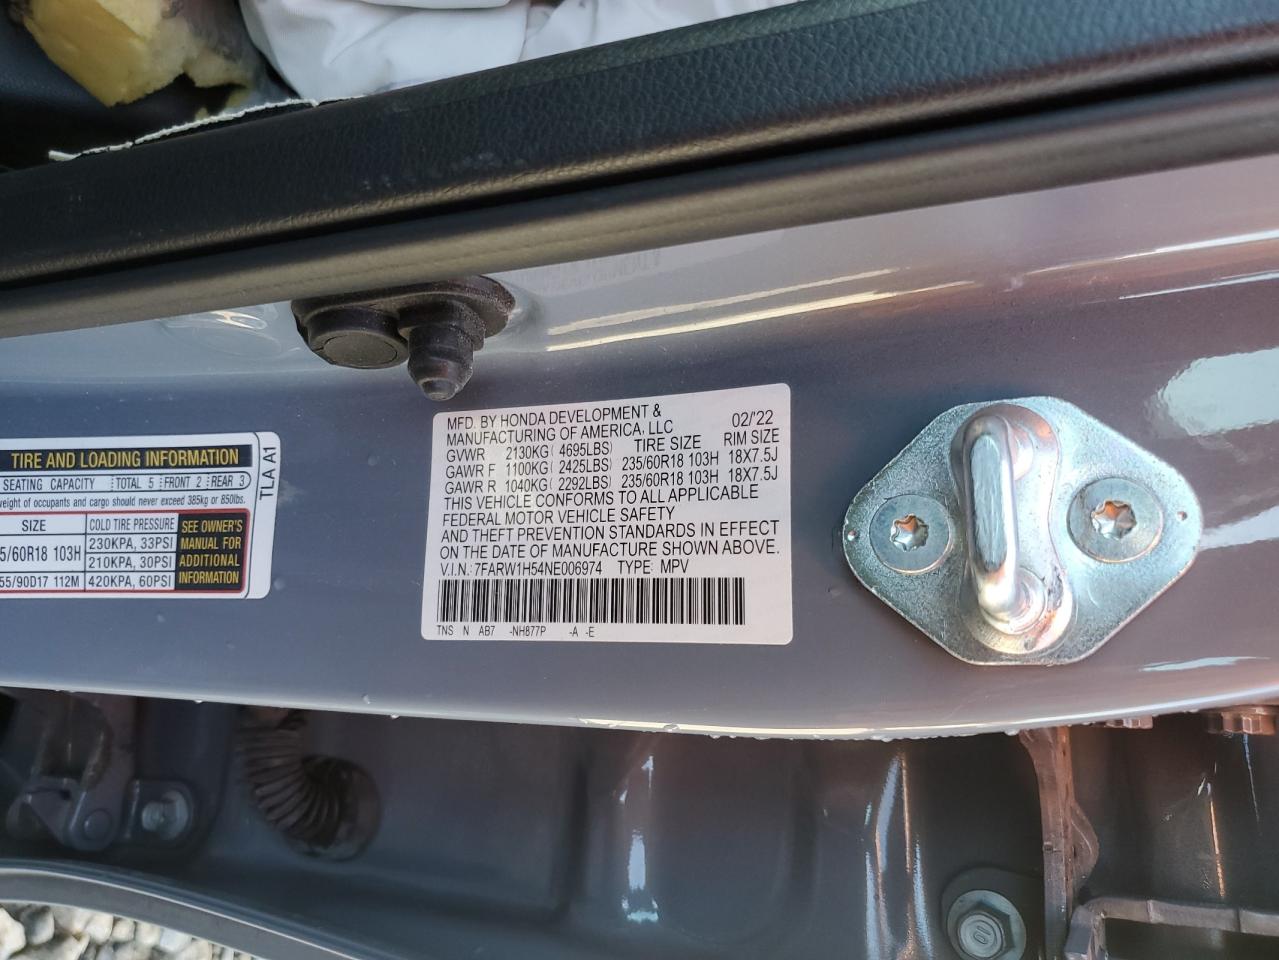 TIRE AND LOADING INFORMATION
SEATING CAPACITY TOTAL 5 FRONT 2 REAR 3
weight of occupants and cargo should never exceed 385kg or 850lbs.
SIZE COLD TIRE PRESSURE SEE OWNER'S MANUAL FOR ADDITIONAL INFORMATION
5/60R18 103H 230KPA, 33PSI
210KPA, 30PSI
55/90D17 112M 420KPA, 60PSI
TLA A1
MFD. BY HONDA DEVELOPMENT & 02/'22
MANUFACTURING OF AMERICA, LLC TIRE SIZE RIM SIZE
GVWR 2130KG ( 4695LBS)
GAWR F 1100KG ( 2425LBS) 235/60R18 103H 18X7.5J
GAWR R 1040KG ( 2292LBS) 235/60R18 103H 18X7.5J
THIS VEHICLE CONFORMS TO ALL APPLICABLE
FEDERAL MOTOR VEHICLE SAFETY
AND THEFT PREVENTION STANDARDS IN EFFECT
ON THE DATE OF MANUFACTURE SHOWN ABOVE.
V.I.N.: 7FARW1H54NE006974 TYPE: MPV
TNS N AB7 -NH877P -A -E